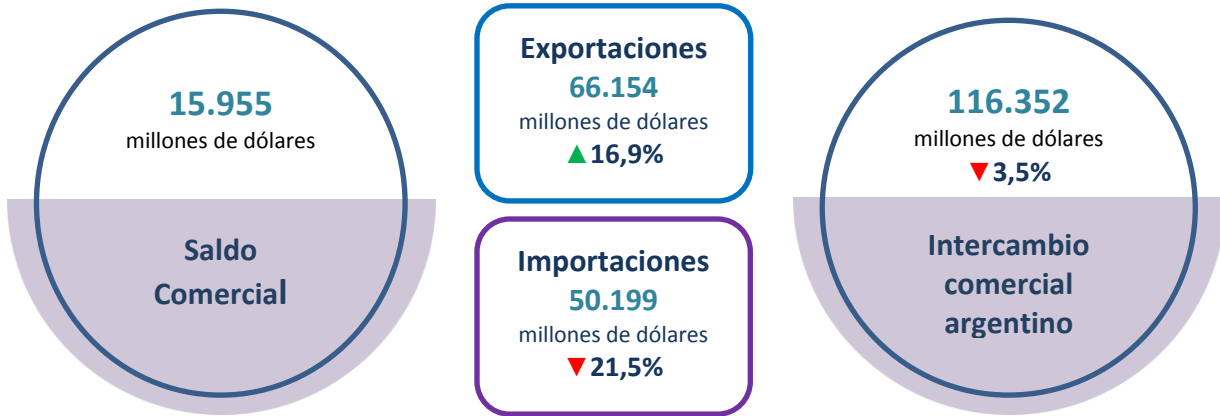 15.955
millones de dólares
Saldo
Comercial
Exportaciones
66.154
millones de dólares
▲16,9%
Importaciones
50.199
millones de dólares
▼21,5%
116.352
millones de dólares
▼3,5%
Intercambio
comercial
argentino